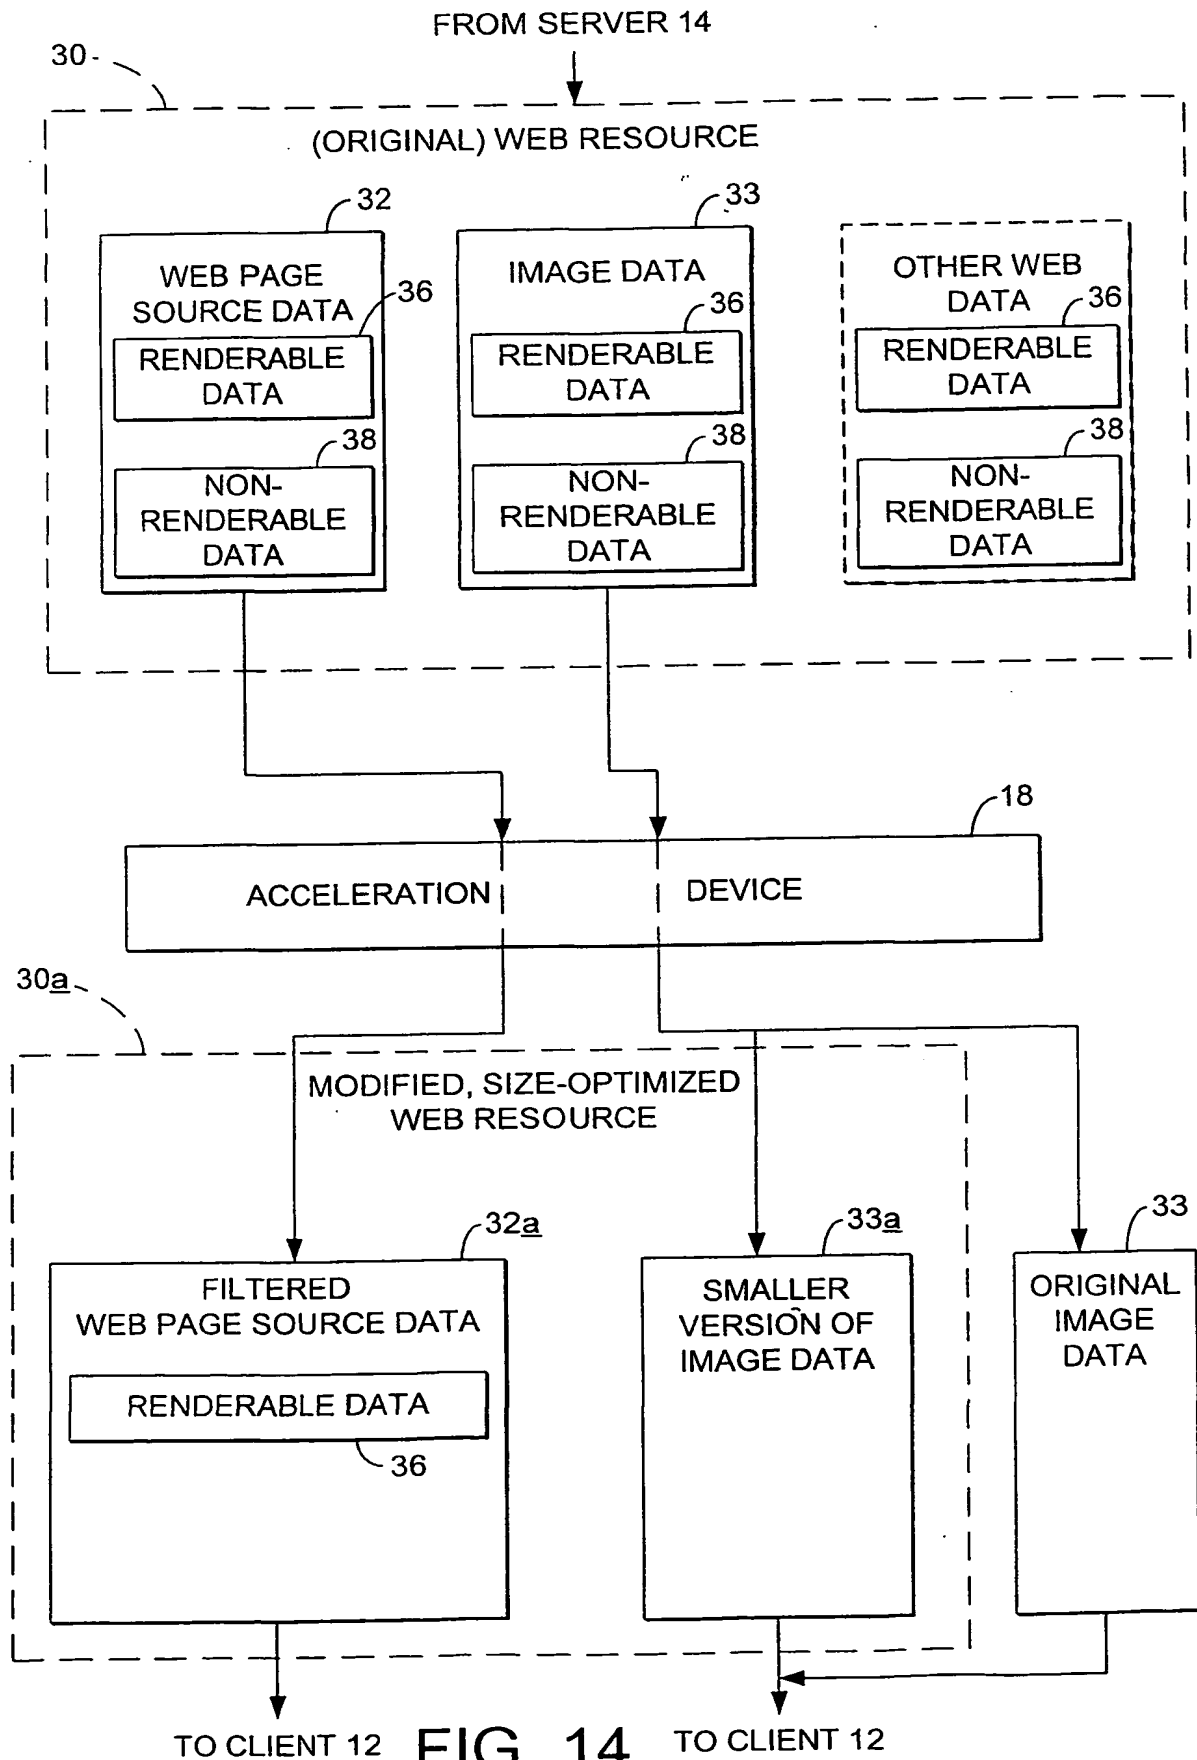 FROM SERVER 14
30
(ORIGINAL) WEB RESOURCE
32
WEB PAGE
SOURCE DATA
36
RENDERABLE
DATA
38
NON-
RENDERABLE
DATA
33
IMAGE DATA
36
RENDERABLE
DATA
38
NON-
RENDERABLE
DATA
OTHER WEB
DATA
36
RENDERABLE
DATA
38
NON-
RENDERABLE
DATA
18
ACCELERATION DEVICE
30a
MODIFIED, SIZE-OPTIMIZED
WEB RESOURCE
32a
FILTERED
WEB PAGE SOURCE DATA
RENDERABLE DATA
36
33a
SMALLER
VERSION OF
IMAGE DATA
33
ORIGINAL
IMAGE
DATA
TO CLIENT 12
FIG. 14
TO CLIENT 12